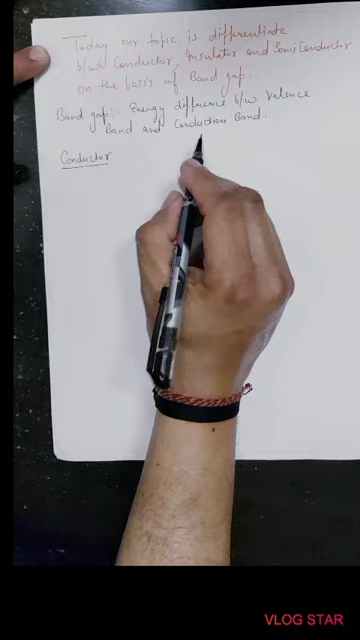 Today our topic is differentiate
b/w Conductor, Insulator and SemiConductor
on the basis of Band gap.
Band gap: Energy difference b/w Valence
Band and Conduction Band.
Conductor
VLOG STAR